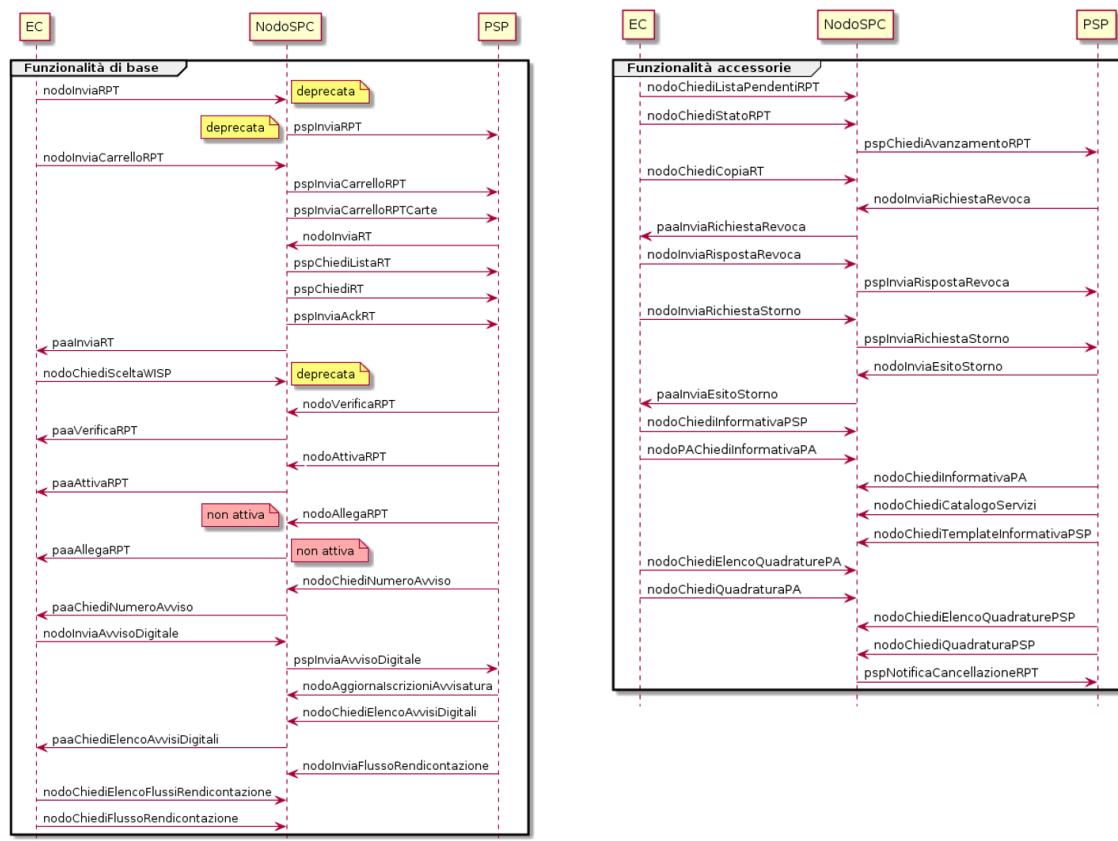 EC
NodoSPC
PSP
Funzionalità di base
nodoInviaRPT
deprecata
deprecata
pspInviaRPT
nodoInviaCarrelloRPT
pspInviaCarrelloRPT
pspInviaCarrelloRPTCarte
nodoInviaRT
pspChiediListaRT
pspChiediRT
pspInviaAckRT
paaInviaRT
nodoChiediSceltaWISP
deprecata
nodoVerificaRPT
paaVerificaRPT
nodoAttivaRPT
paaAttivaRPT
non attiva
nodoAllegaRPT
paaAllegaRPT
non attiva
nodoChiediNumeroAvviso
paaChiediNumeroAvviso
nodoInviaAvvisoDigitale
pspInviaAvvisoDigitale
nodoAggiornaIscrizioniAvvisatura
nodoChiediElencoAvvisiDigitali
paaChiediElencoAvvisiDigitali
nodoInviaFlussoRendicontazione
nodoChiediElencoFlussiRendicontazione
nodoChiediFlussoRendicontazione
EC
NodoSPC
PSP
Funzionalità accessorie
nodoChiediListaPendentiRPT
nodoChiediStatoRPT
pspChiediAvanzamentoRPT
nodoChiediCopiaRT
nodoInviaRichiestaRevoca
paaInviaRichiestaRevoca
nodoInviaRispostaRevoca
pspInviaRispostaRevoca
nodoInviaRichiestaStorno
pspInviaRichiestaStorno
nodoInviaEsitoStorno
paaInviaEsitoStorno
nodoChiediInformativaPSP
nodoPAChiediInformativaPA
nodoChiediInformativaPA
nodoChiediCatalogoServizi
nodoChiediTemplateInformativaPSP
nodoChiediElencoQuadraturePA
nodoChiediQuadraturaPA
nodoChiediElencoQuadraturePSP
nodoChiediQuadraturaPSP
pspNotificaCancellazioneRPT